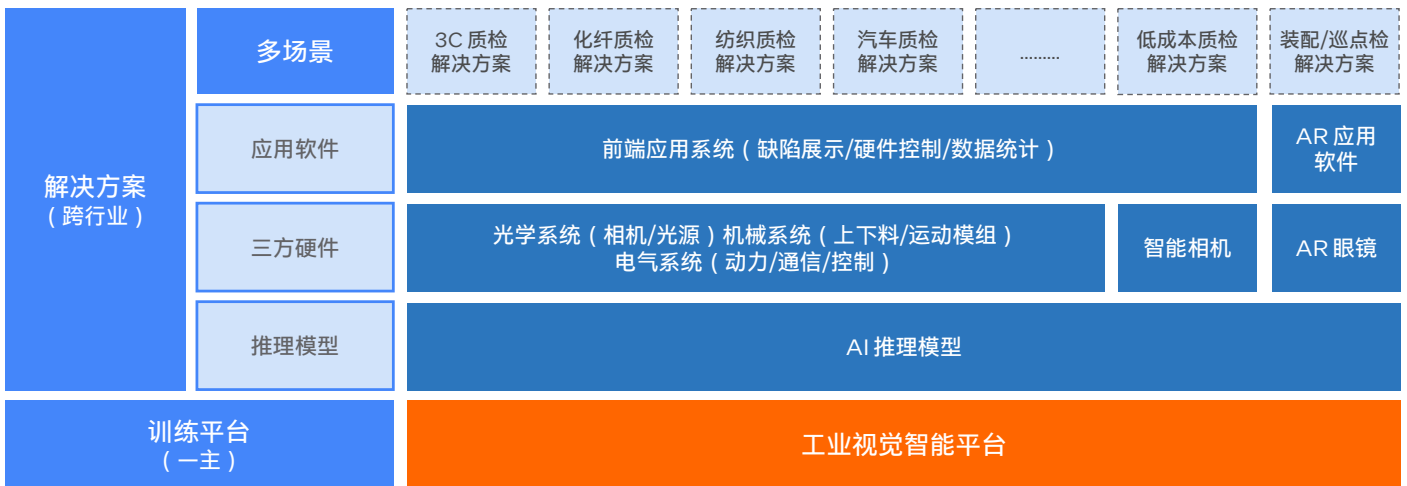 多场景
3C 质检
解决方案
化纤质检
解决方案
纺织质检
解决方案
汽车质检
解决方案
.........
低成本质检
解决方案
装配/巡点检
解决方案
解决方案
（跨行业）
应用软件
前端应用系统（缺陷展示/硬件控制/数据统计）
AR 应用
软件
三方硬件
光学系统（相机/光源）机械系统（上下料/运动模组）
电气系统（动力/通信/控制）
智能相机
AR 眼镜
推理模型
AI 推理模型
训练平台
（一主）
工业视觉智能平台